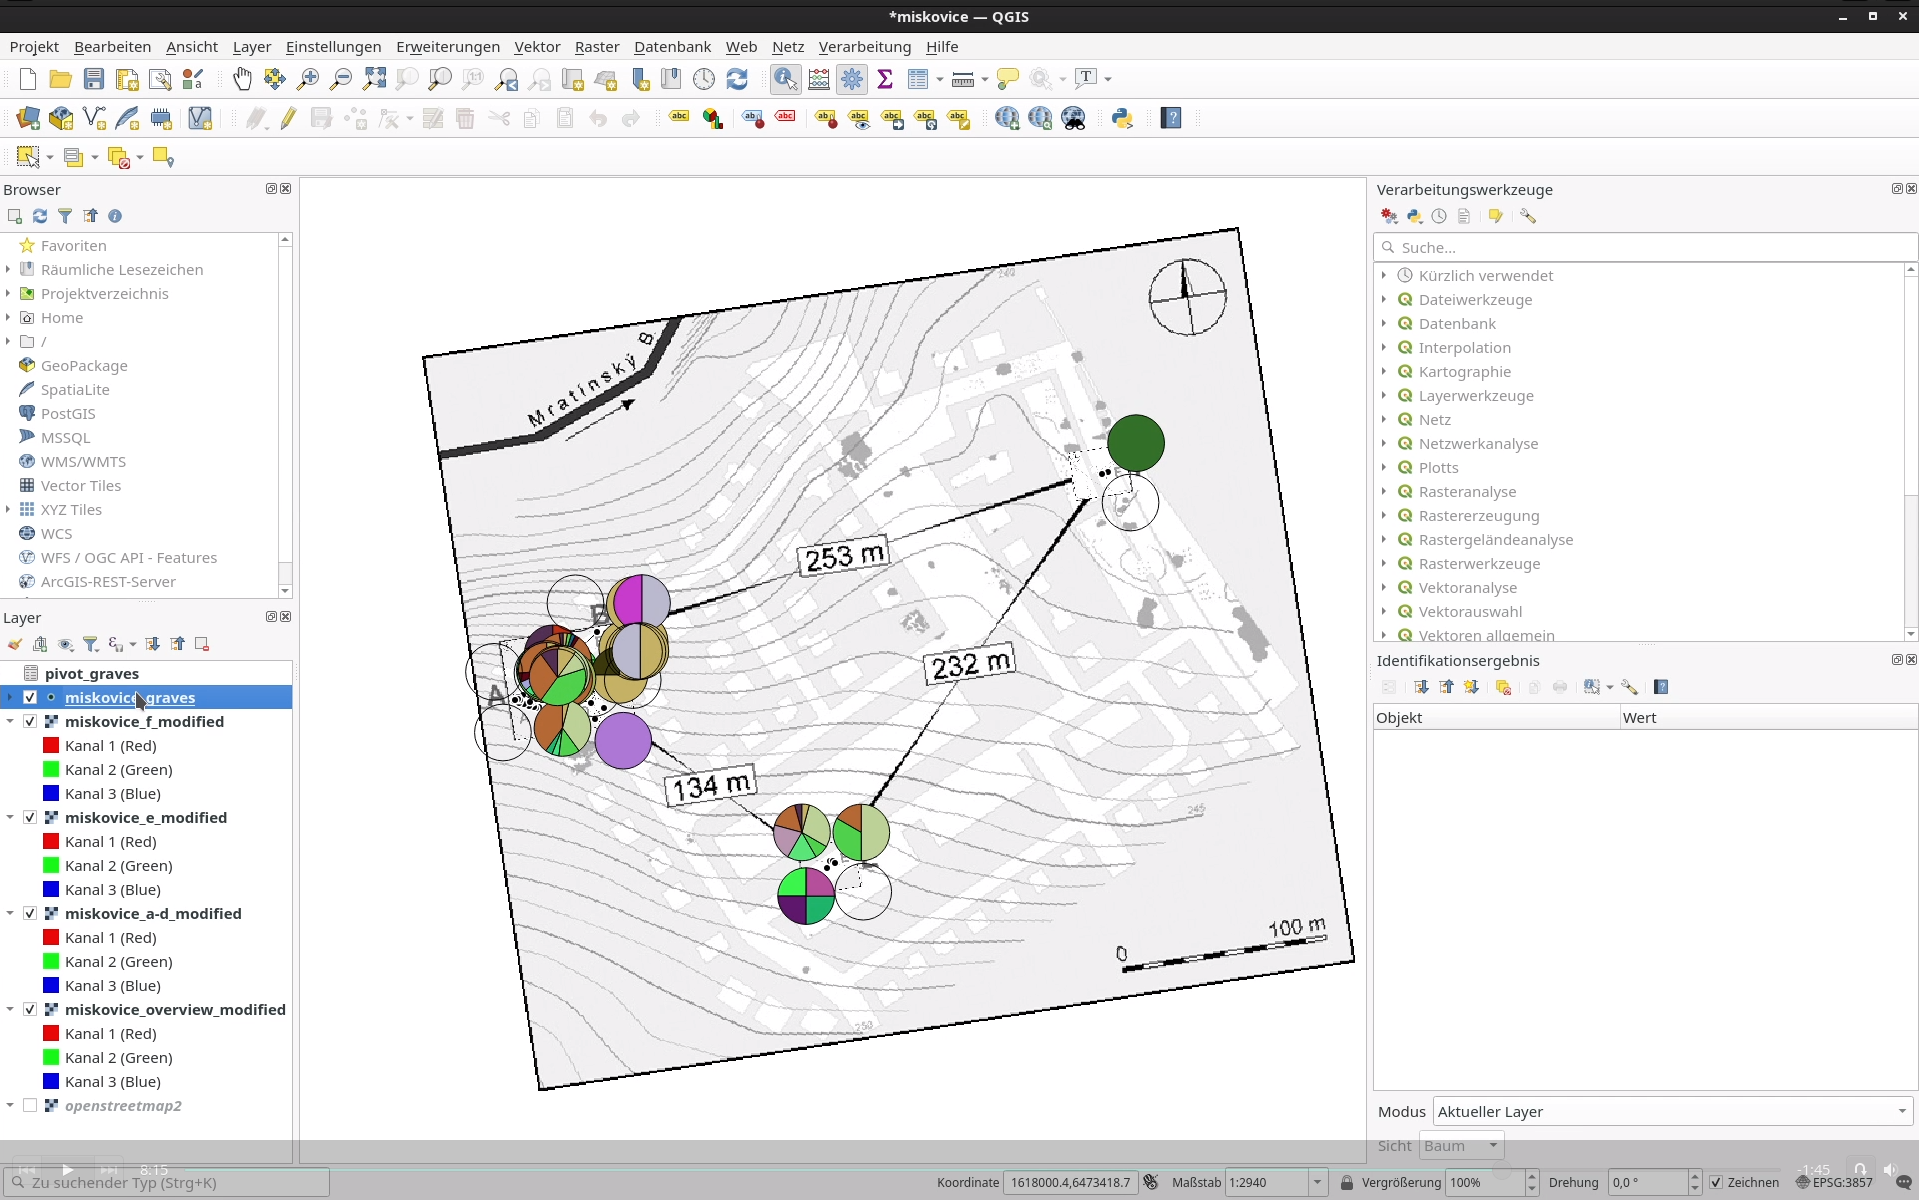 *miskovice — QGIS
Projekt Bearbeiten Ansicht Layer Einstellungen Erweiterungen Vektor Raster Datenbank Web Netz Verarbeitung Hilfe
Browser
Favoriten
Räumliche Lesezeichen
Projektverzeichnis
Home
/
GeoPackage
SpatiaLite
PostGIS
MSSQL
WMS/WMTS
Vector Tiles
XYZ Tiles
WCS
WFS / OGC API - Features
ArcGIS-REST-Server
Layer
pivot_graves
miskovice_graves
miskovice_f_modified
Kanal 1 (Red)
Kanal 2 (Green)
Kanal 3 (Blue)
miskovice_e_modified
Kanal 1 (Red)
Kanal 2 (Green)
Kanal 3 (Blue)
miskovice_a-d_modified
Kanal 1 (Red)
Kanal 2 (Green)
Kanal 3 (Blue)
miskovice_overview_modified
Kanal 1 (Red)
Kanal 2 (Green)
Kanal 3 (Blue)
openstreetmap2
Mratinský B.
253 m
232 m
134 m
A
245
250
0 100 m
Verarbeitungswerkzeuge
Suche...
Kürzlich verwendet
Dateiwerkzeuge
Datenbank
Interpolation
Kartographie
Layerwerkzeuge
Netz
Netzwerkanalyse
Plotts
Rasteranalyse
Rastererzeugung
Rastergeländeanalyse
Rasterwerkzeuge
Vektoranalyse
Vektorauswahl
Vektoren allgemein
Identifikationsergebnis
Objekt Wert
Modus Aktueller Layer
Sicht Baum
8:15 -1:45
Zu suchender Typ (Strg+K) Koordinate 1618000.4,6473418.7 Maßstab 1:2940 Vergrößerung 100% Drehung 0,0 ° Zeichnen EPSG:3857